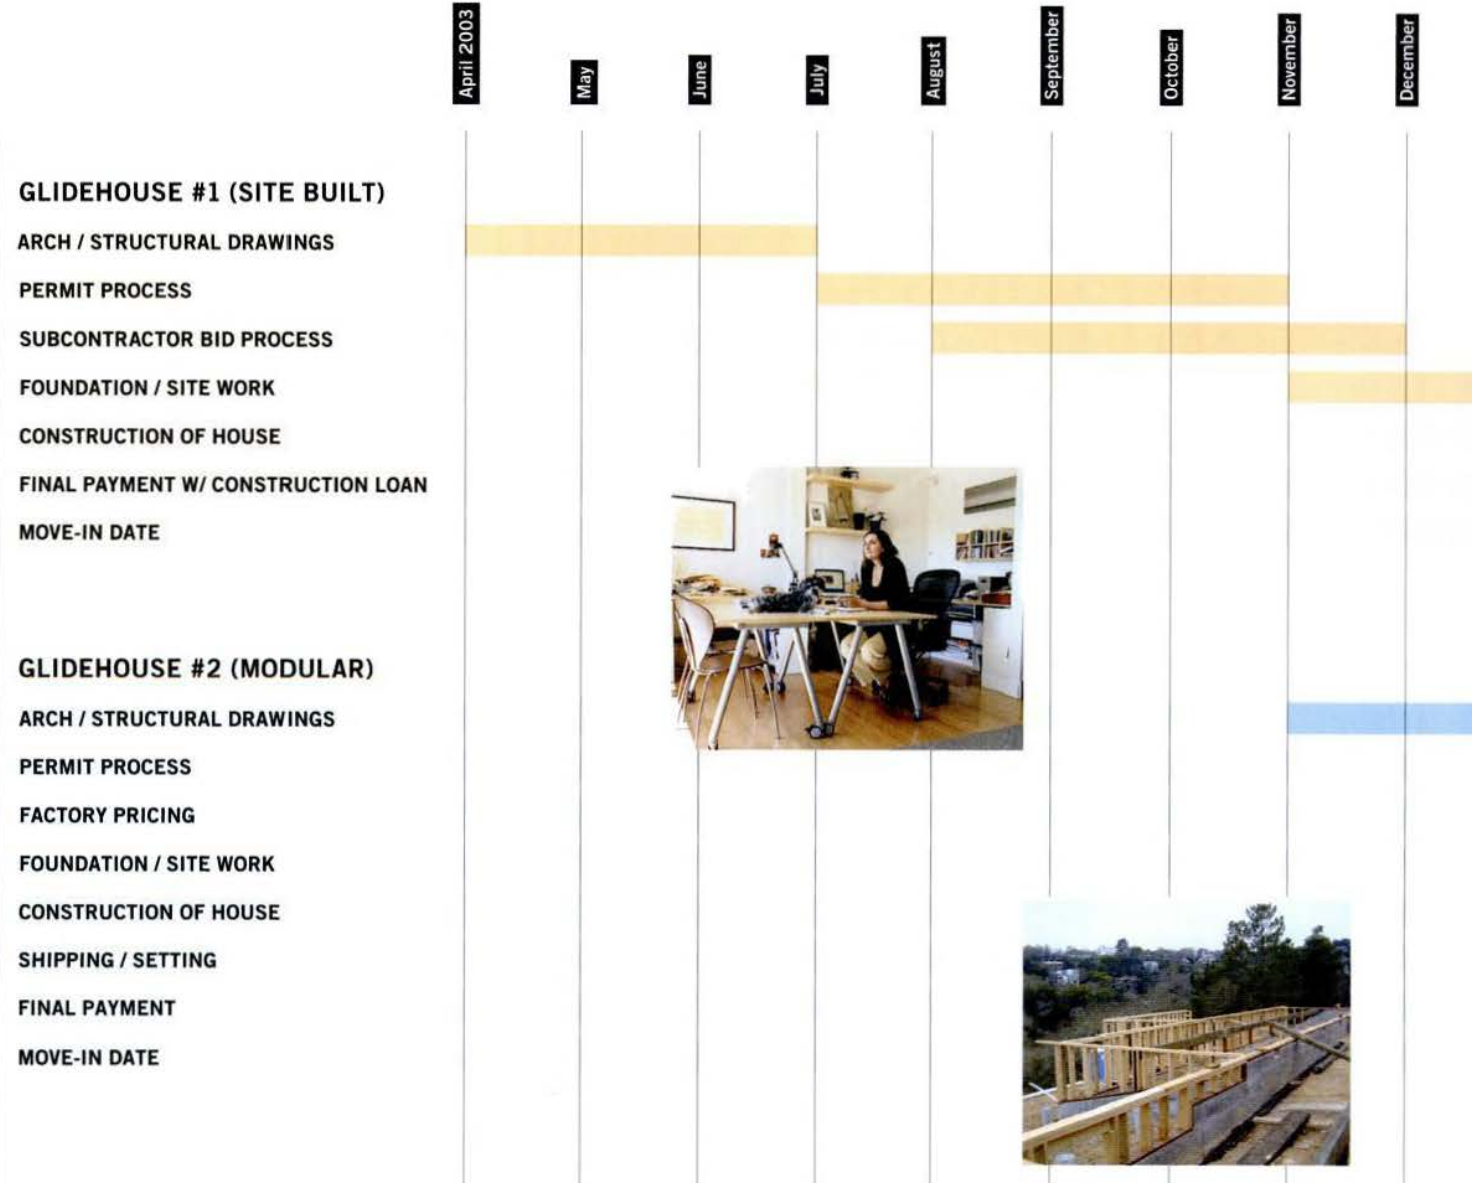 April 2003
May
June
July
August
September
October
November
December
GLIDEHOUSE #1 (SITE BUILT)
ARCH / STRUCTURAL DRAWINGS
PERMIT PROCESS
SUBCONTRACTOR BID PROCESS
FOUNDATION / SITE WORK
CONSTRUCTION OF HOUSE
FINAL PAYMENT W/ CONSTRUCTION LOAN
MOVE-IN DATE
GLIDEHOUSE #2 (MODULAR)
ARCH / STRUCTURAL DRAWINGS
PERMIT PROCESS
FACTORY PRICING
FOUNDATION / SITE WORK
CONSTRUCTION OF HOUSE
SHIPPING / SETTING
FINAL PAYMENT
MOVE-IN DATE